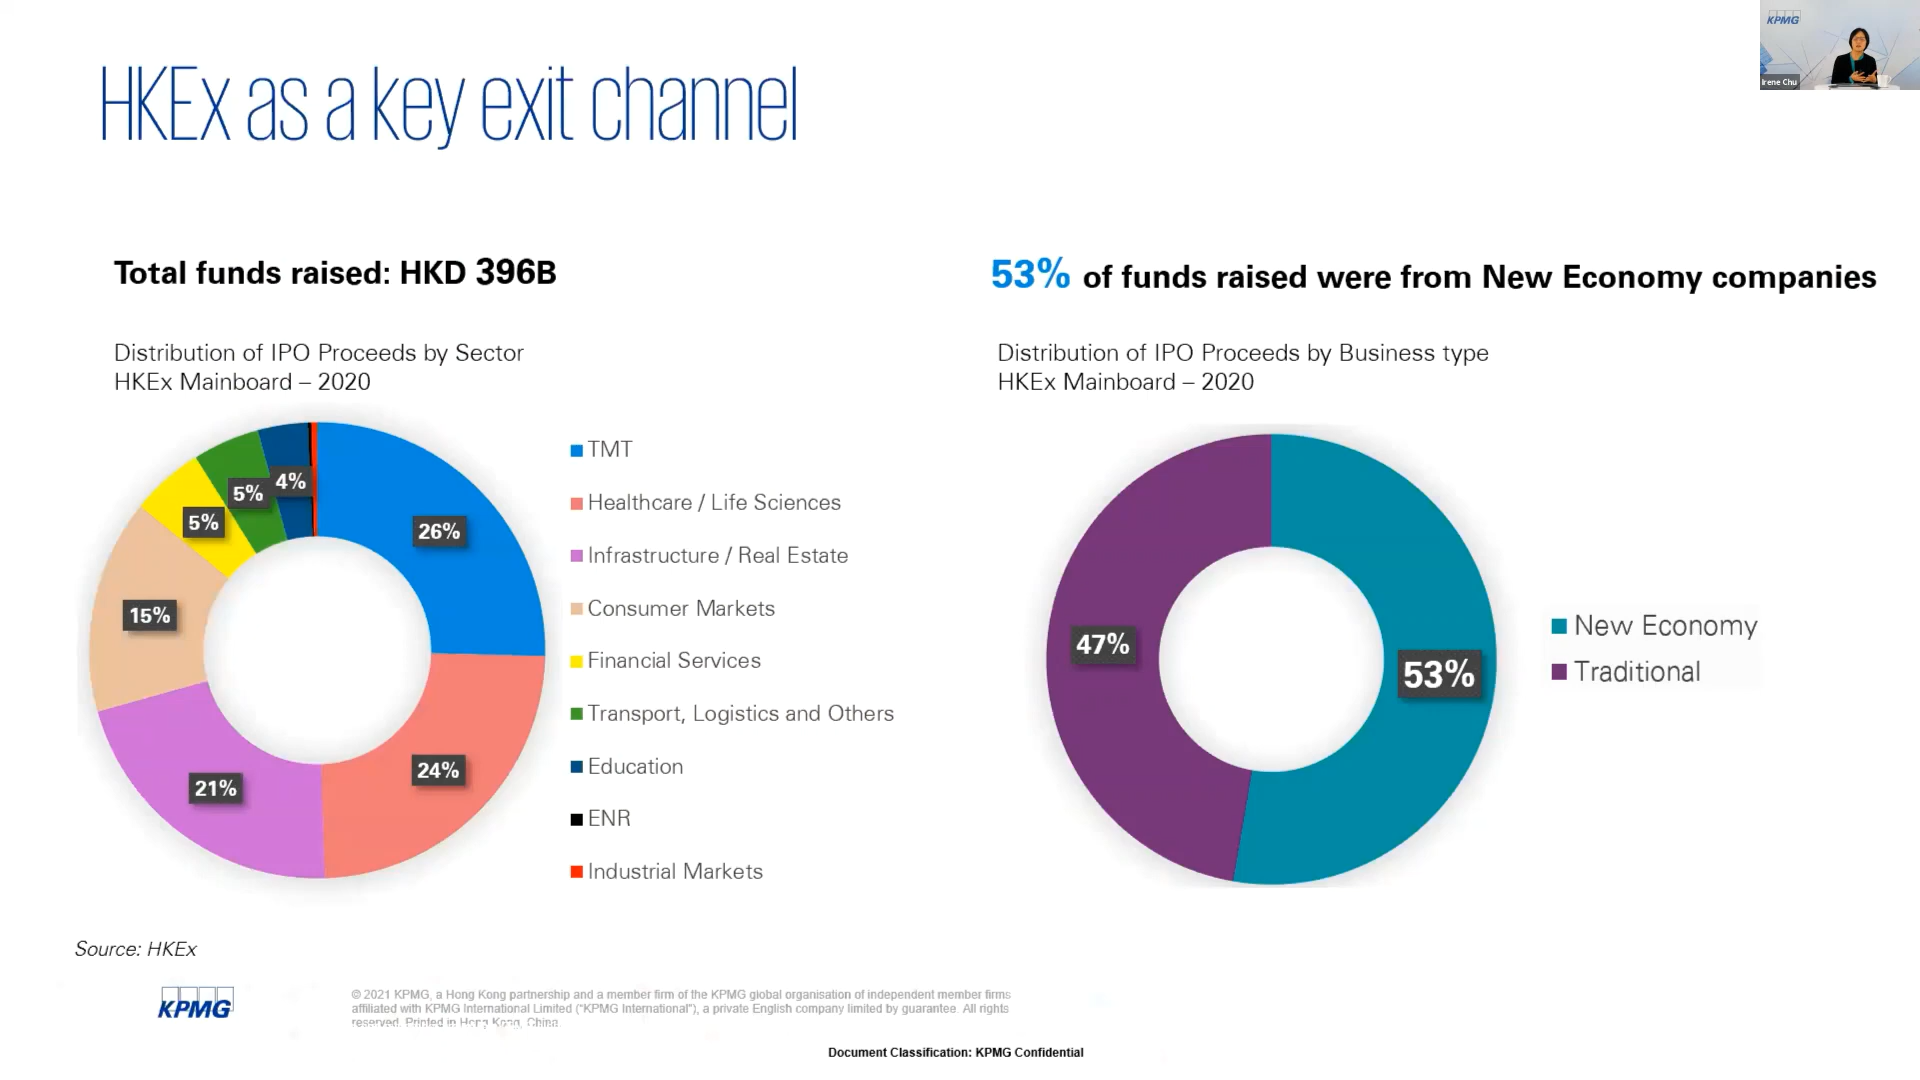 KPMG
Irene Chu
HKEx as a key exit channel
Total funds raised: HKD 396B
Distribution of IPO Proceeds by Sector
HKEx Mainboard – 2020
26%
24%
21%
15%
5%
5%
4%
TMT
Healthcare / Life Sciences
Infrastructure / Real Estate
Consumer Markets
Financial Services
Transport, Logistics and Others
Education
ENR
Industrial Markets
53% of funds raised were from New Economy companies
Distribution of IPO Proceeds by Business type
HKEx Mainboard – 2020
47%
53%
New Economy
Traditional
Source: HKEx
KPMG
© 2021 KPMG, a Hong Kong partnership and a member firm of the KPMG global organisation of independent member firms
affiliated with KPMG International Limited ("KPMG International"), a private English company limited by guarantee. All rights
reserved. Printed in Hong Kong, China.
Document Classification: KPMG Confidential